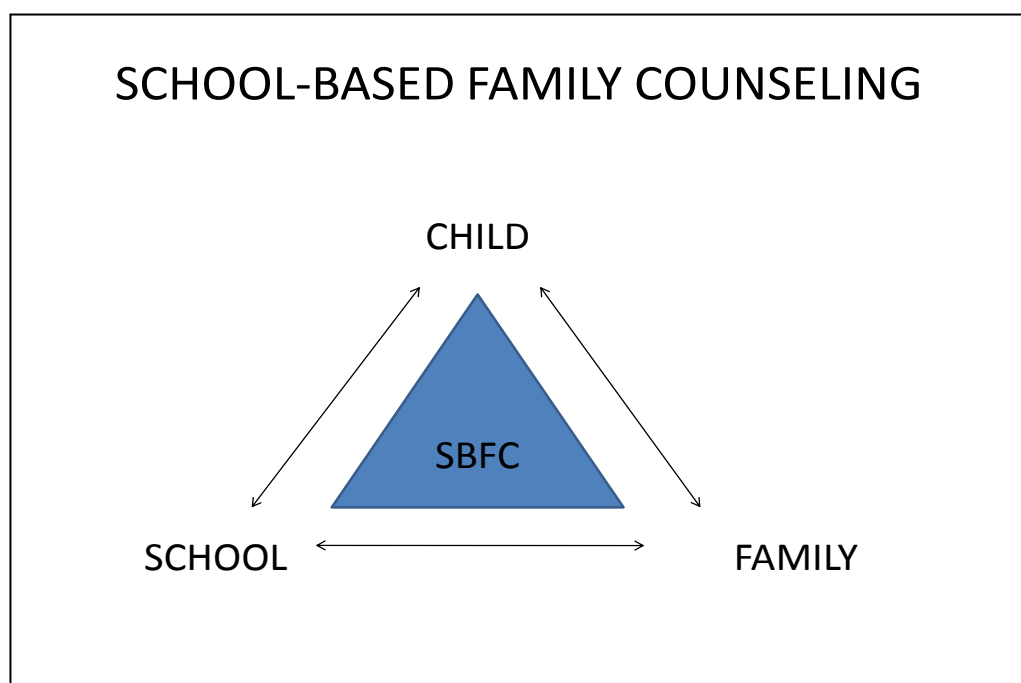 SCHOOL-BASED FAMILY COUNSELING
CHILD
SBFC
SCHOOL
FAMILY